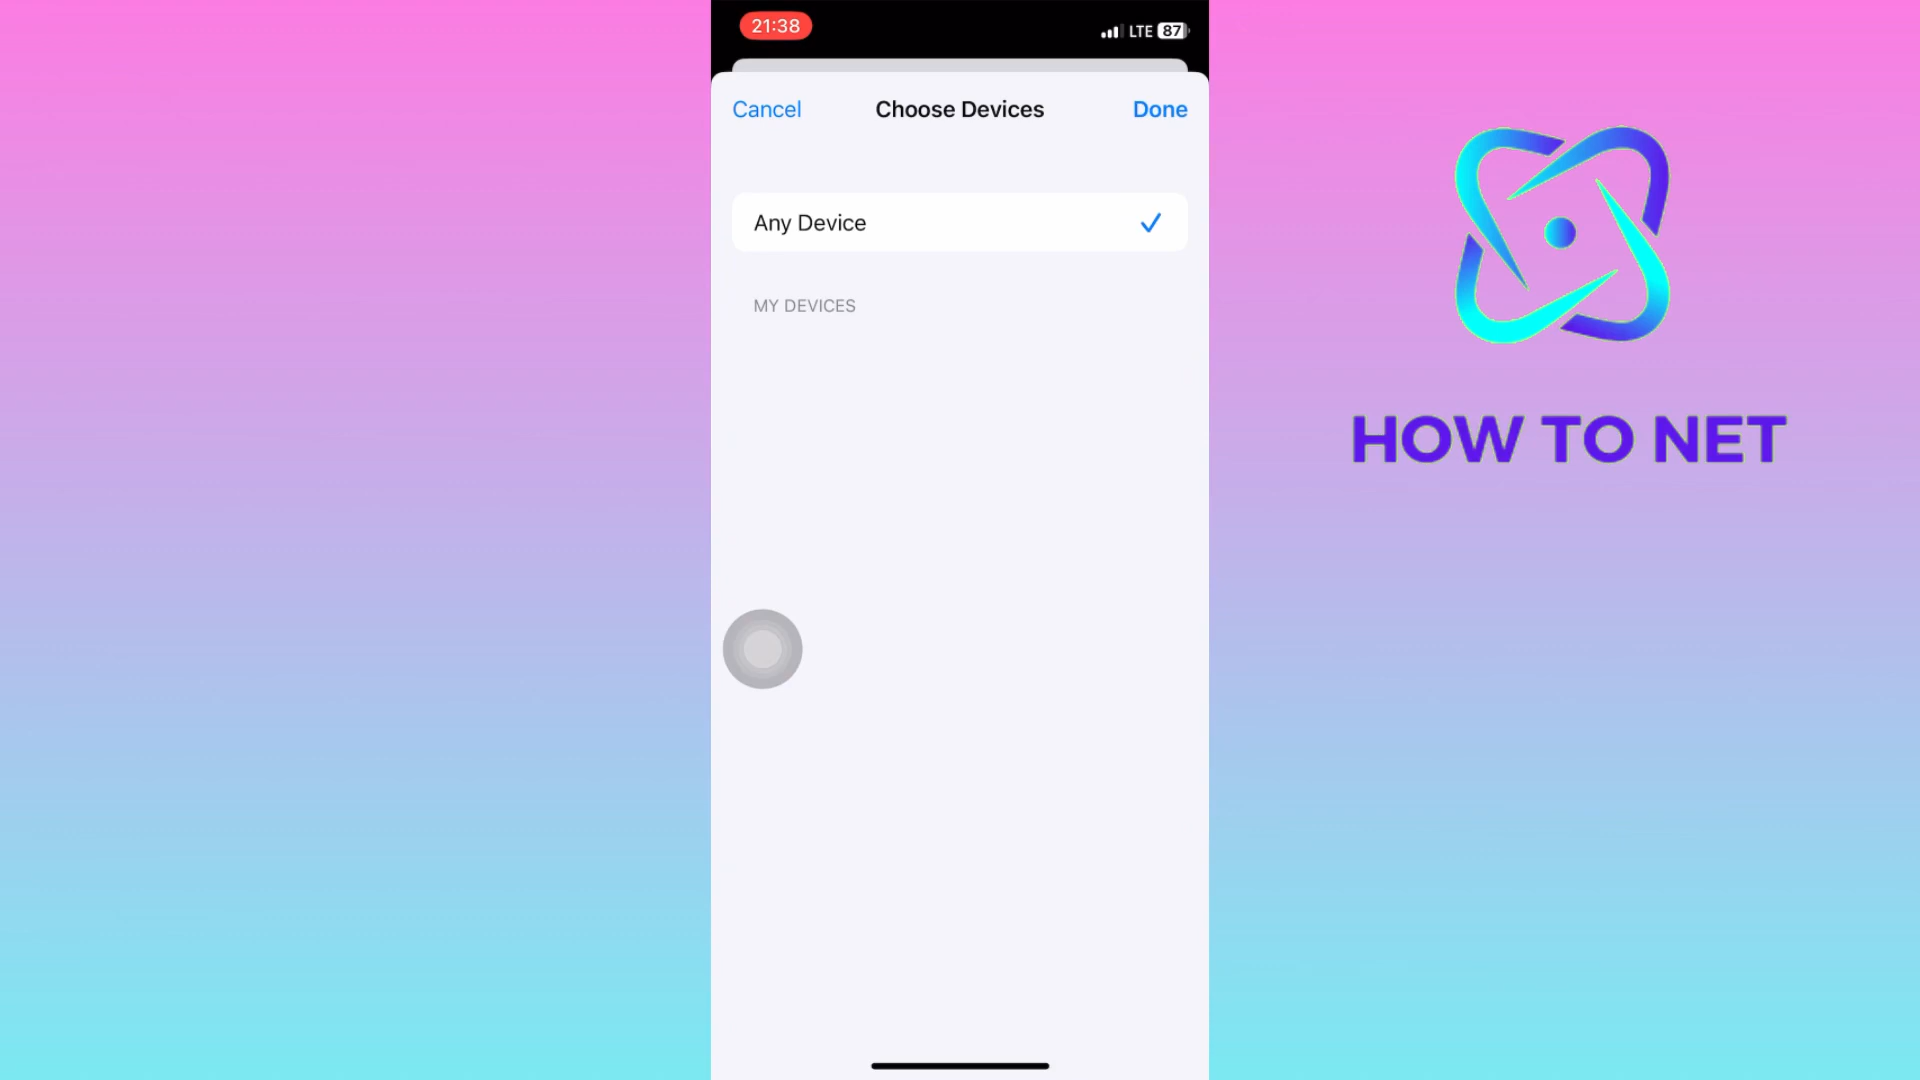 21:38
LTE 87
Cancel
Choose Devices
Done
Any Device
MY DEVICES
HOW TO NET